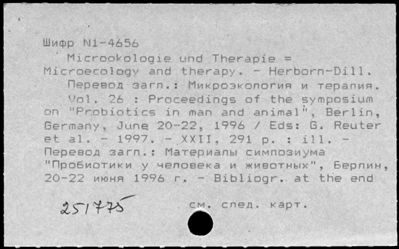 Шифр N1-4656
Microokologie und Therapie =
Microecology and therapy. - Herborn-Dill.
Перевод загл.: Микроэкология и терапия.
Vol. 26 : Proceedings of the symposium
on "Probiotics in man and animal", Berlin,
Germany, June 20-22, 1996 / Eds: G. Reuter
et al. - 1997. - XXII, 291 p. : ill. -
Перевод загл.: Материалы симпозиума
"Пробиотики у человека и животных", Берлин,
20-22 июня 1996 г. - Bibliogr. at the end
251775 см. след. карт.